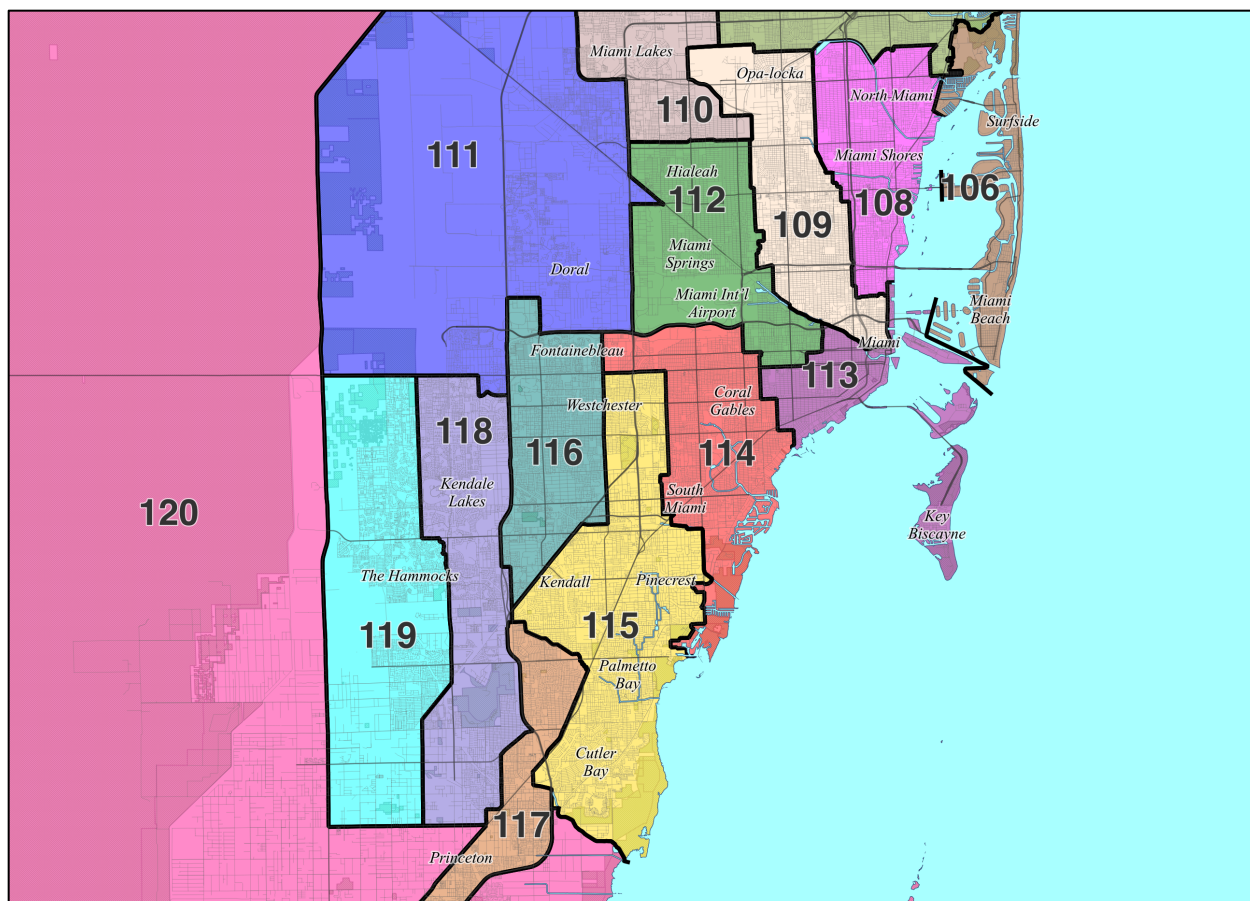 Miami Lakes
Opa-locka
110
North Miami
Surfside
111
Miami Shores
Hialeah
112
108
106
109
Miami
Springs
Doral
Miami Int'l
Airport
Miami
Beach
Fontainebleau
Miami
113
Westchester
Coral
Gables
118
116
114
Kendale
Lakes
South
Miami
120
Key
Biscayne
The Hammocks
Kendall
Pinecrest
119
115
Palmetto
Bay
Cutler
Bay
117
Princeton